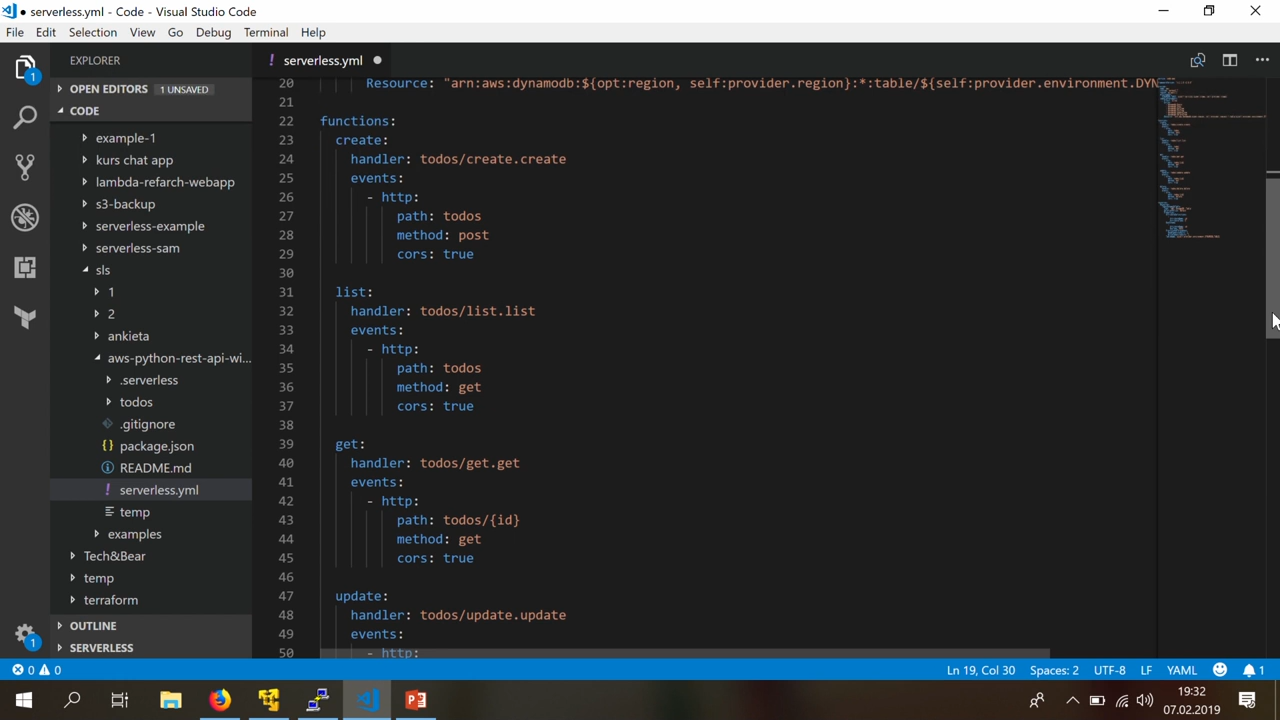 serverless.yml - Code - Visual Studio Code
File Edit Selection View Go Debug Terminal Help
EXPLORER
OPEN EDITORS 1 UNSAVED
CODE
example-1
kurs chat app
lambda-refarch-webapp
s3-backup
serverless-example
serverless-sam
sls
1
2
ankieta
aws-python-rest-api-wi...
.serverless
todos
.gitignore
package.json
README.md
serverless.yml
temp
examples
Tech&Bear
temp
terraform
OUTLINE
SERVERLESS
1
1
serverless.yml
20 Resource: "arn:aws:dynamodb:${opt:region, self:provider.region}:*:table/${self:provider.environment.DYN
21
22 functions:
23 create:
24 handler: todos/create.create
25 events:
26 - http:
27 path: todos
28 method: post
29 cors: true
30
31 list:
32 handler: todos/list.list
33 events:
34 - http:
35 path: todos
36 method: get
37 cors: true
38
39 get:
40 handler: todos/get.get
41 events:
42 - http:
43 path: todos/{id}
44 method: get
45 cors: true
46
47 update:
48 handler: todos/update.update
49 events:
50 - http:
0 0 Ln 19, Col 30 Spaces: 2 UTF-8 LF YAML 1
19:32
07.02.2019